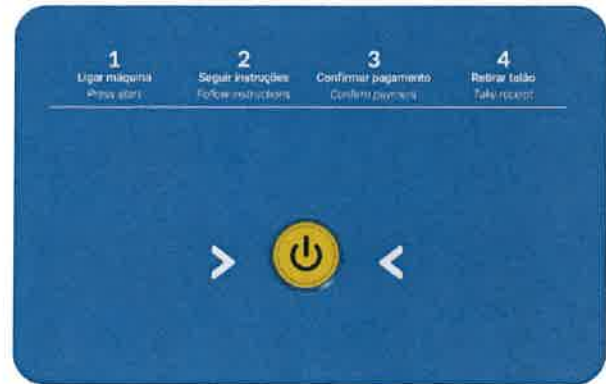 1
Ligar máquina
Press start
2
Seguir instruções
Follow instructions
3
Confirmar pagamento
Confirm payment
4
Retirar talão
Take receipt